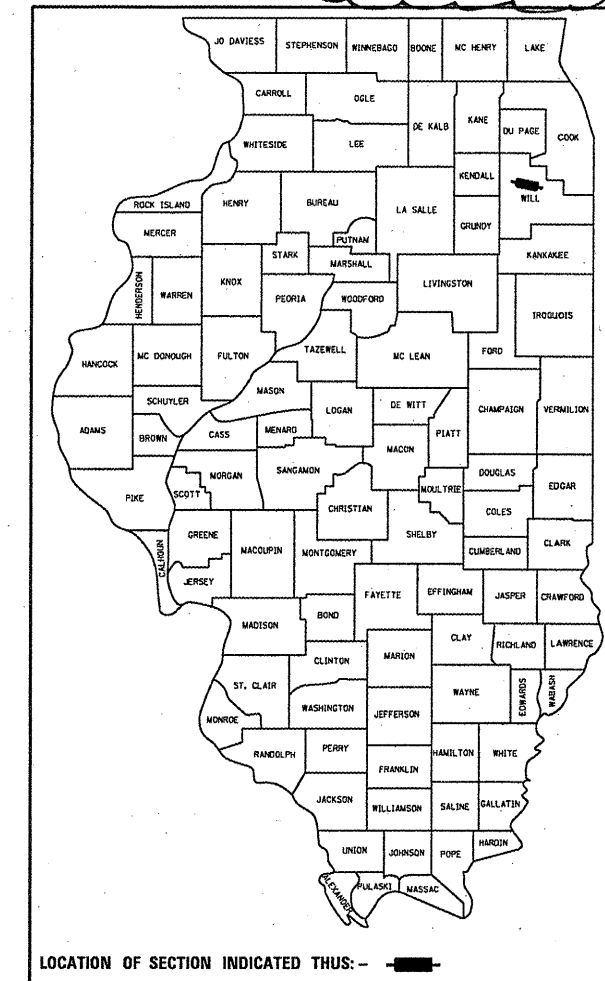 JO DAVIESS STEPHENSON WINNEBAGO BOONE MC HENRY LAKE
CARROLL OGLE DE KALB KANE DU PAGE COOK
WHITESIDE LEE
KENDALL WILL
ROCK ISLAND HENRY BUREAU LA SALLE GRUNDY
MERCER STARK PUTNAM KANKAKEE
MARSHALL
HENDERSON WARREN KNOX PEORIA WOODFORD LIVINGSTON IROQUOIS
HANCOCK MC DONOUGH FULTON TAZEWELL MC LEAN FORD
SCHUYLER MASON LOGAN DE WITT CHAMPAIGN VERMILION
ADAMS BROWN CASS MENARD MACON PIATT
PIKE SCOTT MORGAN SANGAMON CHRISTIAN MOULTRIE DOUGLAS EDGAR
COLES
CALHOUN GREENE MACOUPIN MONTGOMERY SHELBY CUMBERLAND CLARK
JERSEY FAYETTE EFFINGHAM JASPER CRAWFORD
MADISON BOND CLAY RICHLAND LAWRENCE
CLINTON MARION
ST. CLAIR WAYNE EDWARDS WABASH
MONROE WASHINGTON JEFFERSON
RANDOLPH PERRY HAMILTON WHITE
FRANKLIN
JACKSON WILLIAMSON SALINE GALLATIN
UNION JOHNSON POPE HARDIN
ALEXANDER PULASKI MASSAC
LOCATION OF SECTION INDICATED THUS: -